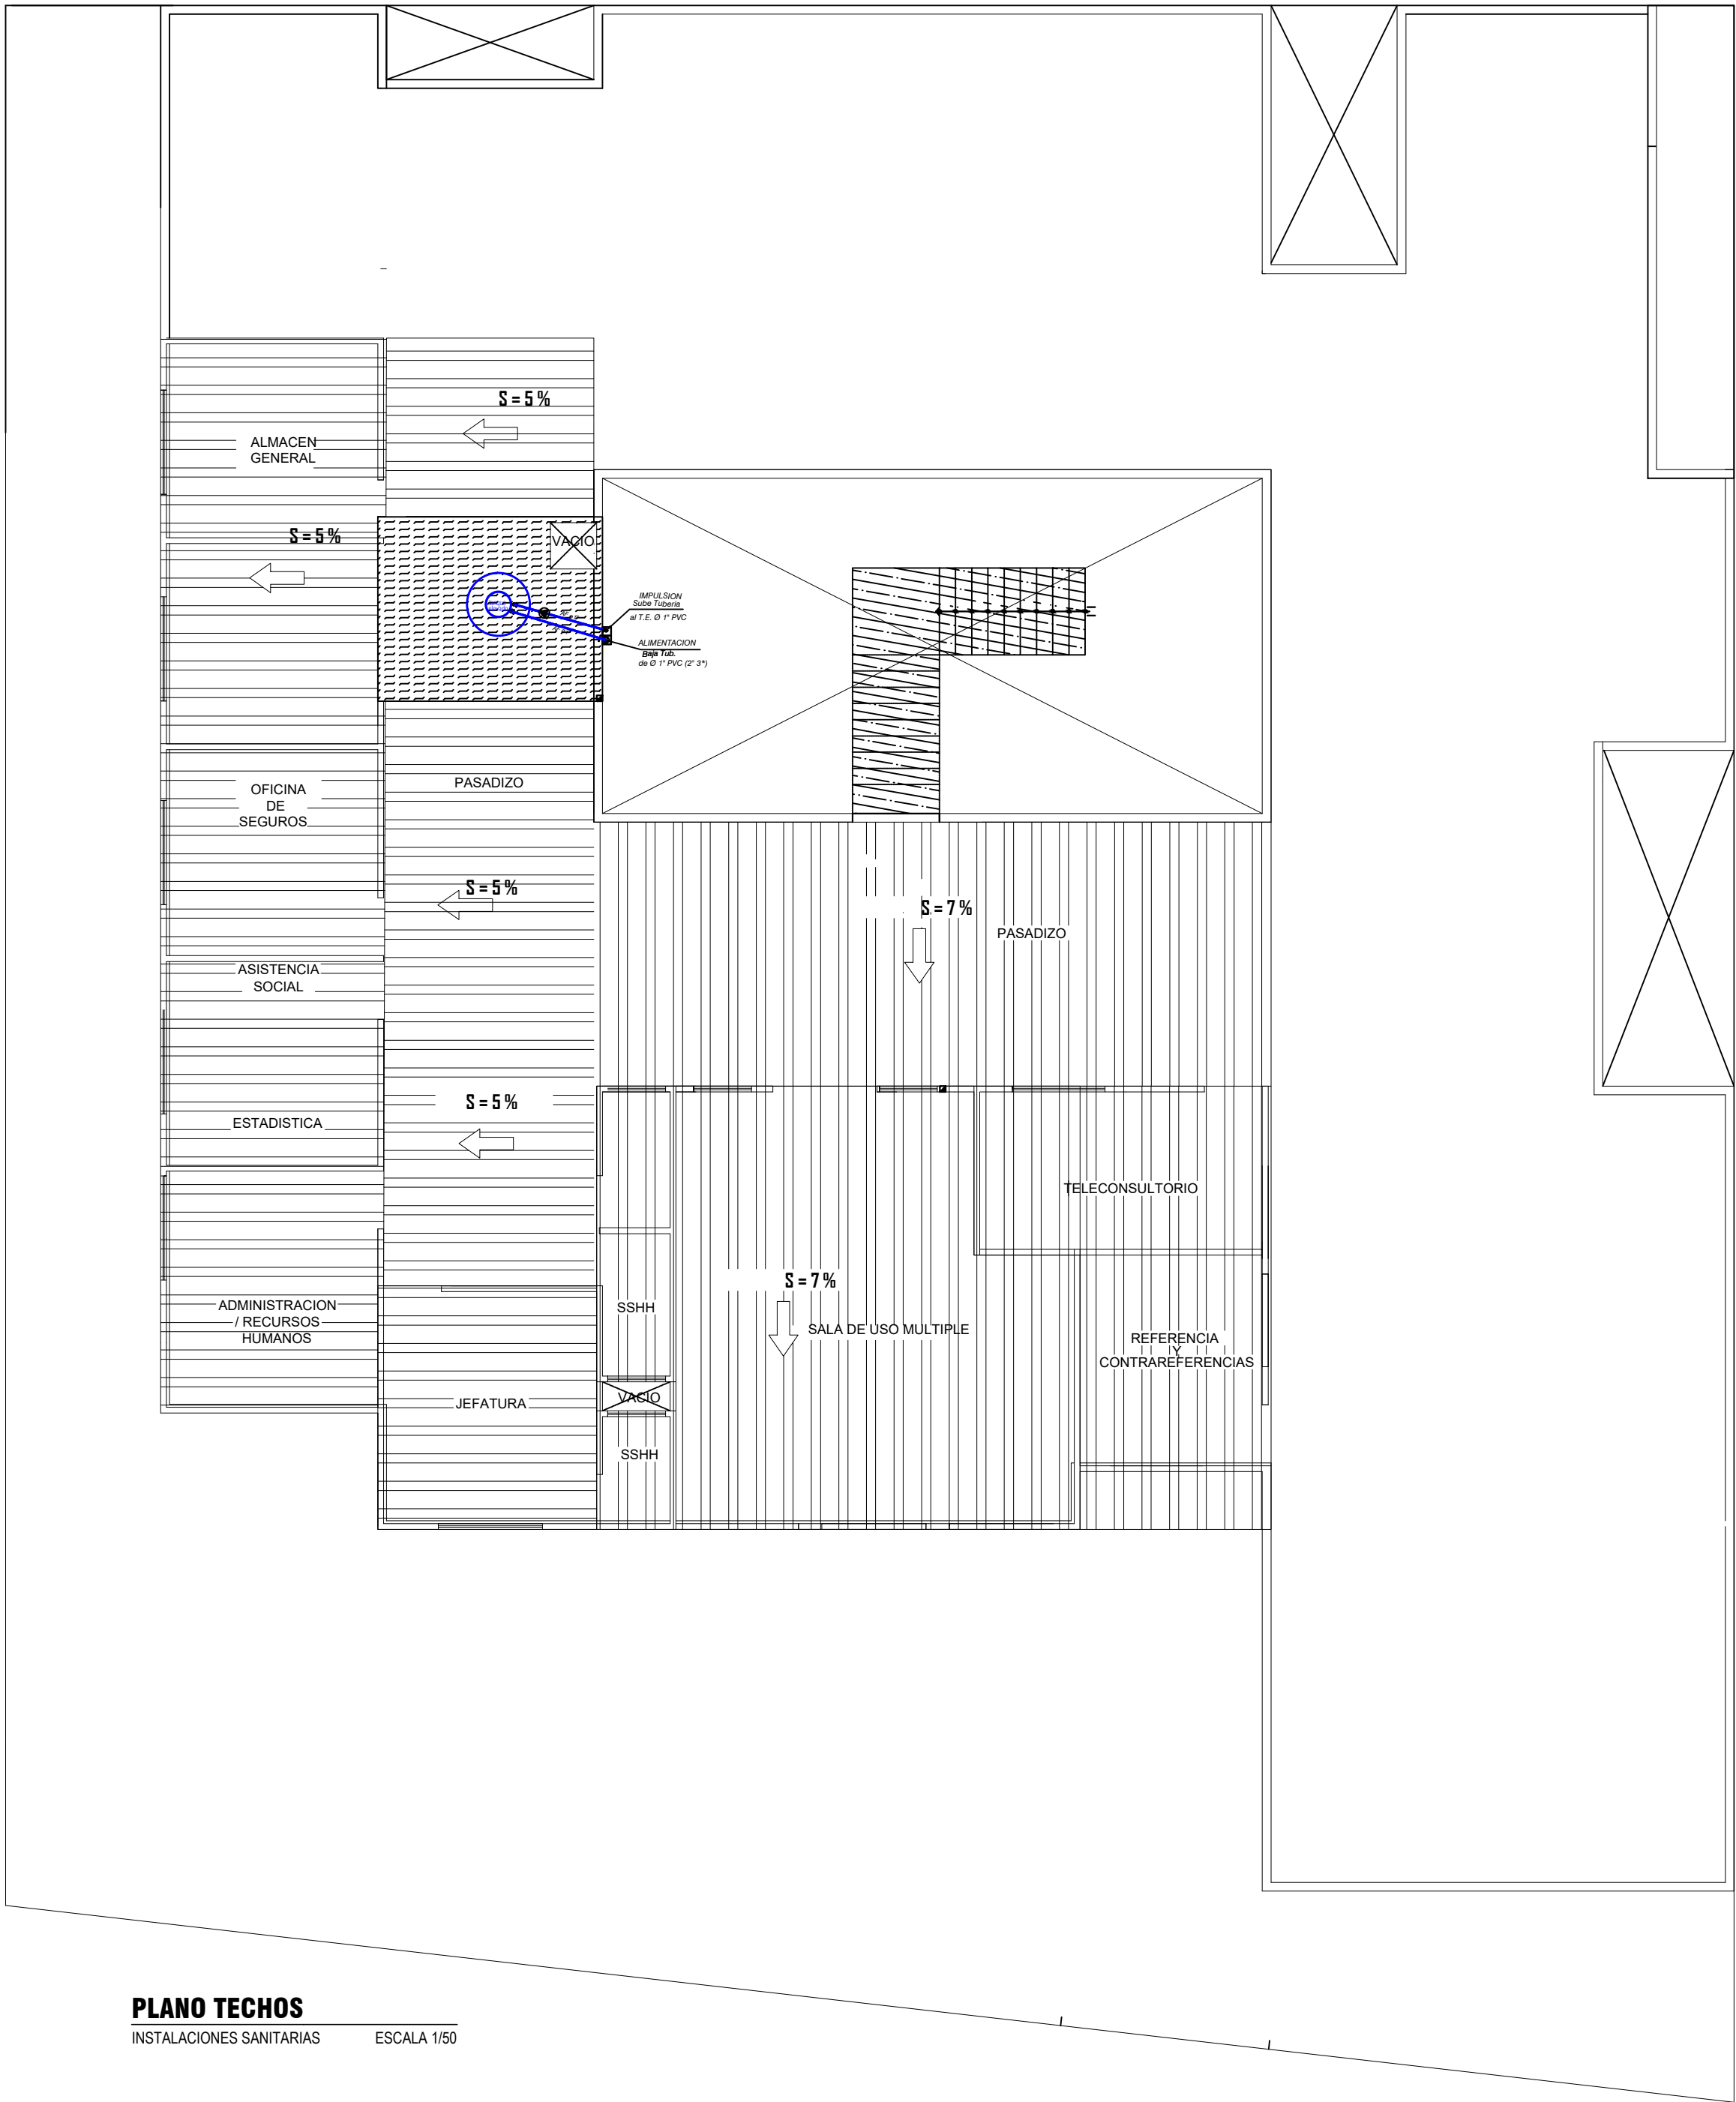 S = 5 %
ALMACEN
GENERAL
S = 5 %
VACIO
IMPULSION
Sube Tuberia
al T.E. Ø 1" PVC
ALIMENTACION
Baja Tub.
de Ø 1" PVC (2° 3°)
OFICINA
DE
SEGUROS
PASADIZO
S = 5 %
S = 7 %
PASADIZO
ASISTENCIA
SOCIAL
S = 5 %
ESTADISTICA
TELECONSULTORIO
S = 7 %
ADMINISTRACION
/ RECURSOS
HUMANOS
SSHH
SALA DE USO MULTIPLE
REFERENCIA
Y
CONTRAREFERENCIAS
JEFATURA
VACIO
SSHH
PLANO TECHOS
INSTALACIONES SANITARIAS ESCALA 1/50